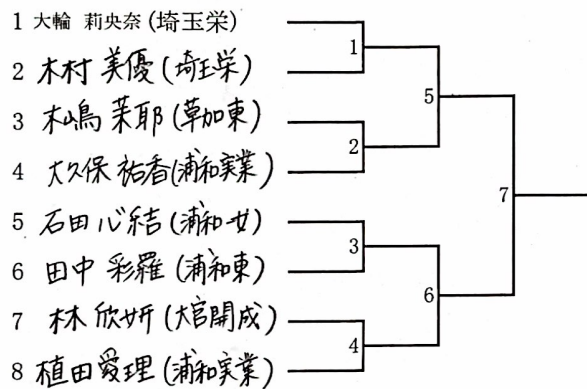 1 大輪 莉央奈 (埼玉栄)
2 木村 美優 (埼玉栄)
3 杣嶋 茉耶 (草加東)
4 大久保 祐香 (浦和実業)
5 石田 心結 (浦和一女)
6 田中 彩羅 (浦和東)
7 林 欣妍 (大宮開成)
8 植田 愛理 (浦和実業)
1
2
3
4
5
6
7